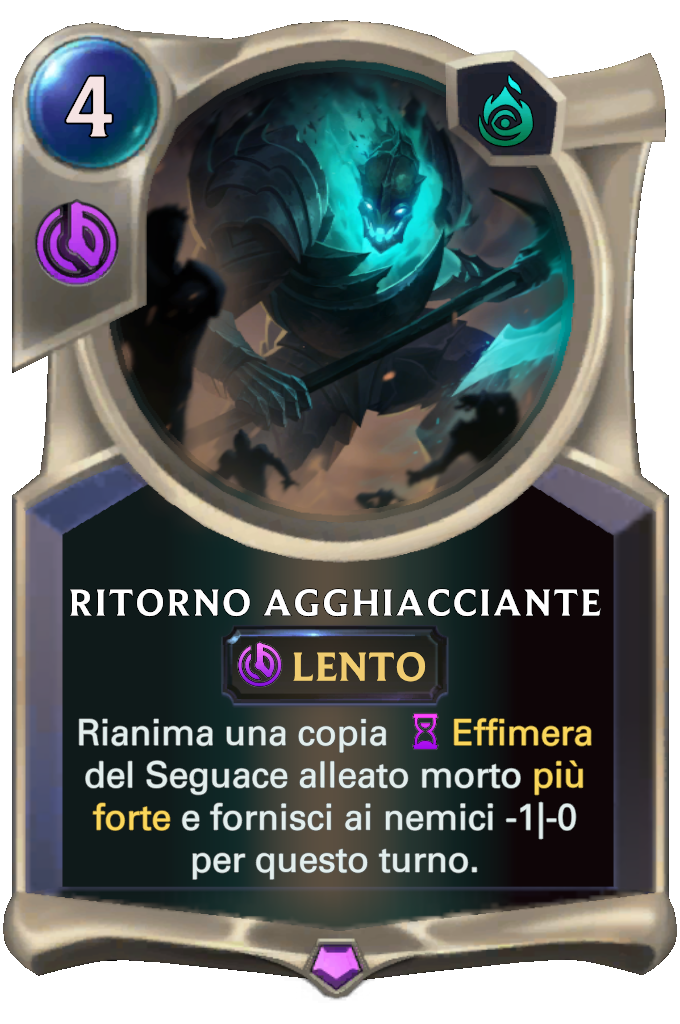 4
RITORNO AGGHIACCIANTE
LENTO
Rianima una copia Effimera
del Seguace alleato morto più
forte e fornisci ai nemici -1|-0
per questo turno.